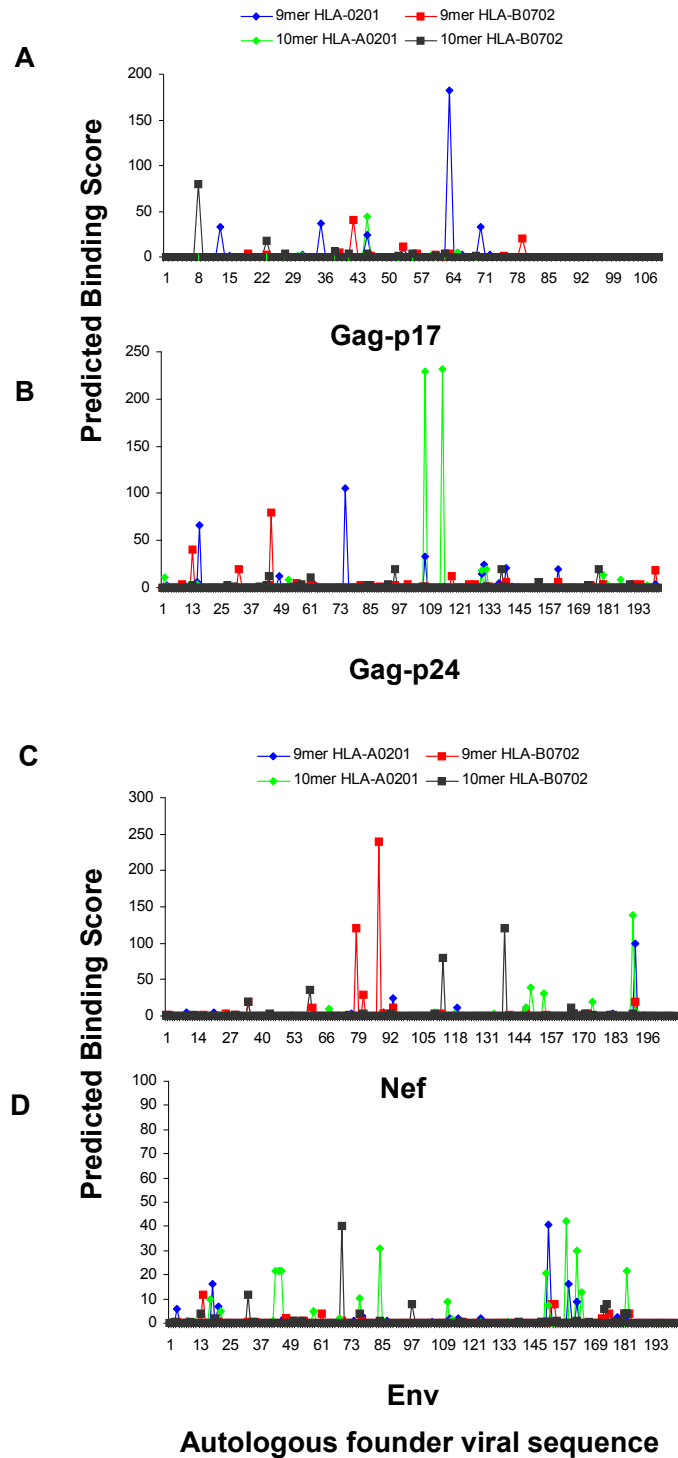 9mer HLA-0201 9mer HLA-B0702
10mer HLA-A0201 10mer HLA-B0702
A
200
150
100
50
0
1 8 15 22 29 36 43 50 57 64 71 78 85 92 99 106
Gag-p17
Predicted Binding Score
B
250
200
150
100
50
0
1 13 25 37 49 61 73 85 97 109 121 133 145 157 169 181 193
Gag-p24
C
9mer HLA-A0201 9mer HLA-B0702
10mer HLA-A0201 10mer HLA-B0702
300
250
200
150
100
50
0
1 14 27 40 53 66 79 92 105 118 131 144 157 170 183 196
Nef
Predicted Binding Score
D
100
90
80
70
60
50
40
30
20
10
0
1 13 25 37 49 61 73 85 97 109 121 133 145 157 169 181 193
Env
Autologous founder viral sequence